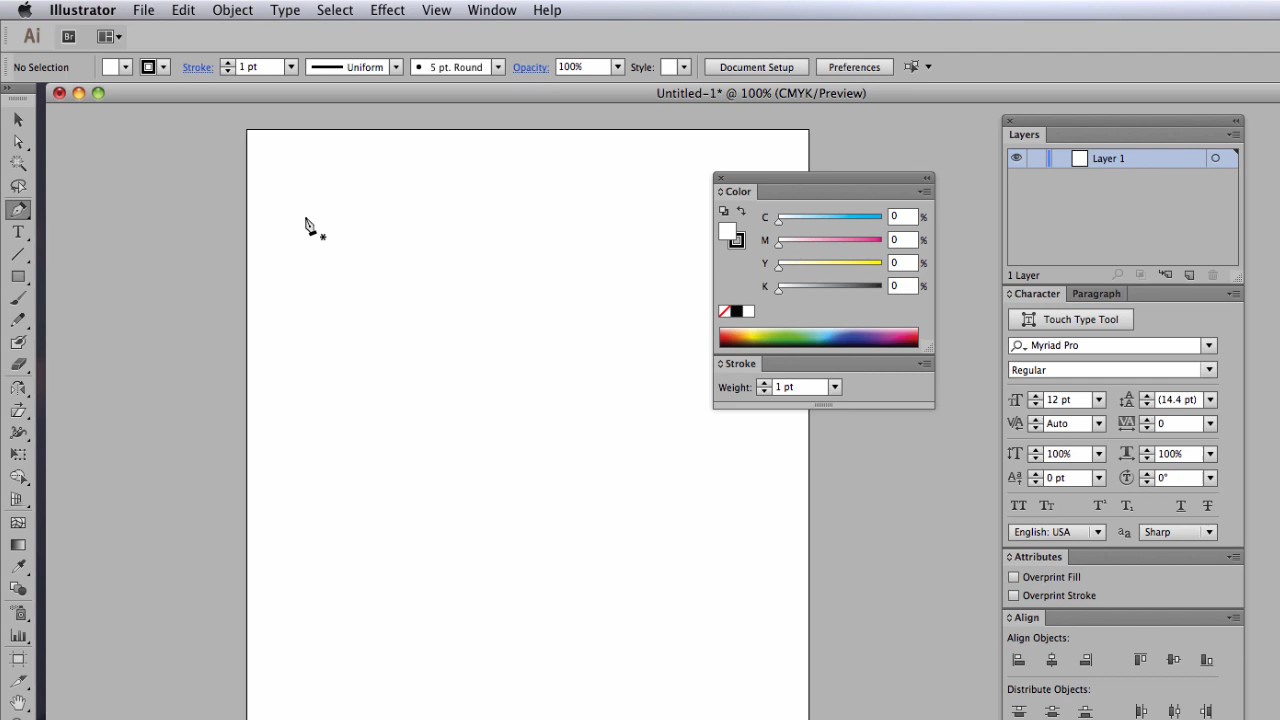 Illustrator File Edit Object Type Select Effect View Window Help
Ai Br
No Selection Stroke: 1 pt Uniform 5 pt. Round Opacity: 100% Style: Document Setup Preferences
Untitled-1* @ 100% (CMYK/Preview)
Layers
Layer 1
1 Layer
Color
C 0 %
M 0 %
Y 0 %
K 0 %
Stroke
Weight: 1 pt
Character Paragraph
Touch Type Tool
Myriad Pro
Regular
12 pt (14.4 pt)
Auto 0
100% 100%
0 pt 0°
TT Tt T¹ T₁ T T
English: USA aa Sharp
Attributes
Overprint Fill
Overprint Stroke
Align
Align Objects:
Distribute Objects: